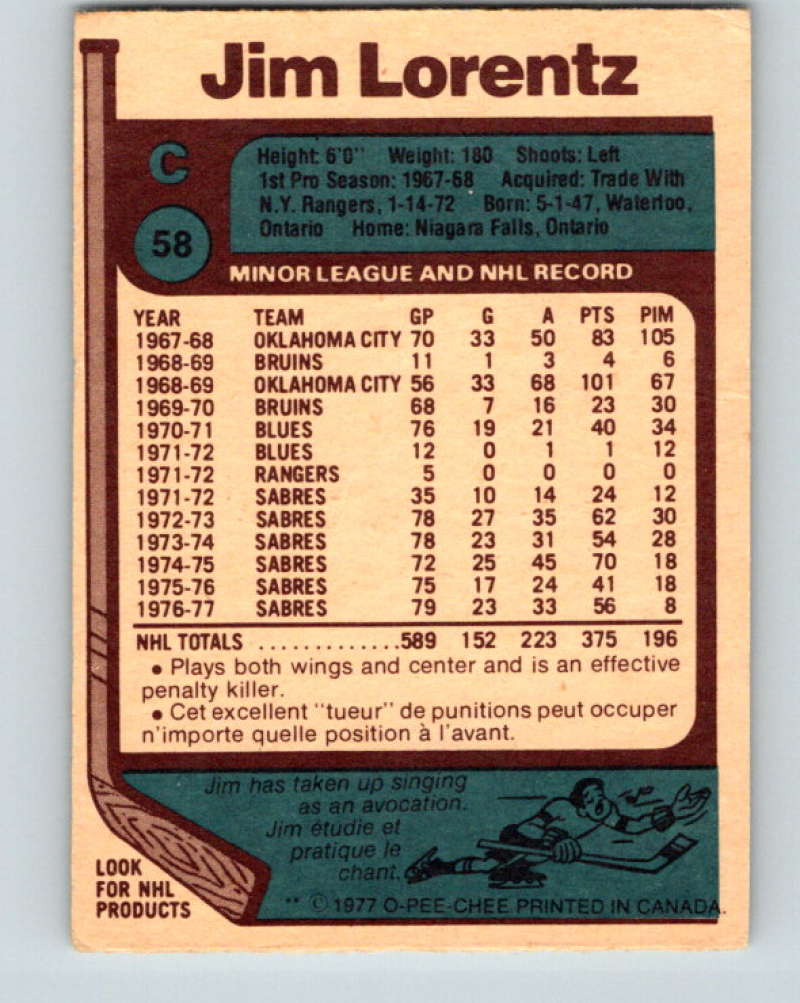 Jim Lorentz
C
58
Height: 6'0" Weight: 180 Shoots: Left
1st Pro Season: 1967-68 Acquired: Trade With
N.Y. Rangers, 1-14-72 Born: 5-1-47, Waterloo,
Ontario Home: Niagara Falls, Ontario
MINOR LEAGUE AND NHL RECORD
YEAR TEAM GP G A PTS PIM
1967-68 OKLAHOMA CITY 70 33 50 83 105
1968-69 BRUINS 11 1 3 4 6
1968-69 OKLAHOMA CITY 56 33 68 101 67
1969-70 BRUINS 68 7 16 23 30
1970-71 BLUES 76 19 21 40 34
1971-72 BLUES 12 0 1 1 12
1971-72 RANGERS 5 0 0 0 0
1971-72 SABRES 35 10 14 24 12
1972-73 SABRES 78 27 35 62 30
1973-74 SABRES 78 23 31 54 28
1974-75 SABRES 72 25 45 70 18
1975-76 SABRES 75 17 24 41 18
1976-77 SABRES 79 23 33 56 8
NHL TOTALS .............589 152 223 375 196
• Plays both wings and center and is an effective
penalty killer.
• Cet excellent "tueur" de punitions peut occuper
n'importe quelle position à l'avant.
Jim has taken up singing
as an avocation.
Jim étudie et
pratique le
chant.
LOOK
FOR NHL
PRODUCTS
** © 1977 O-PEE-CHEE PRINTED IN CANADA.